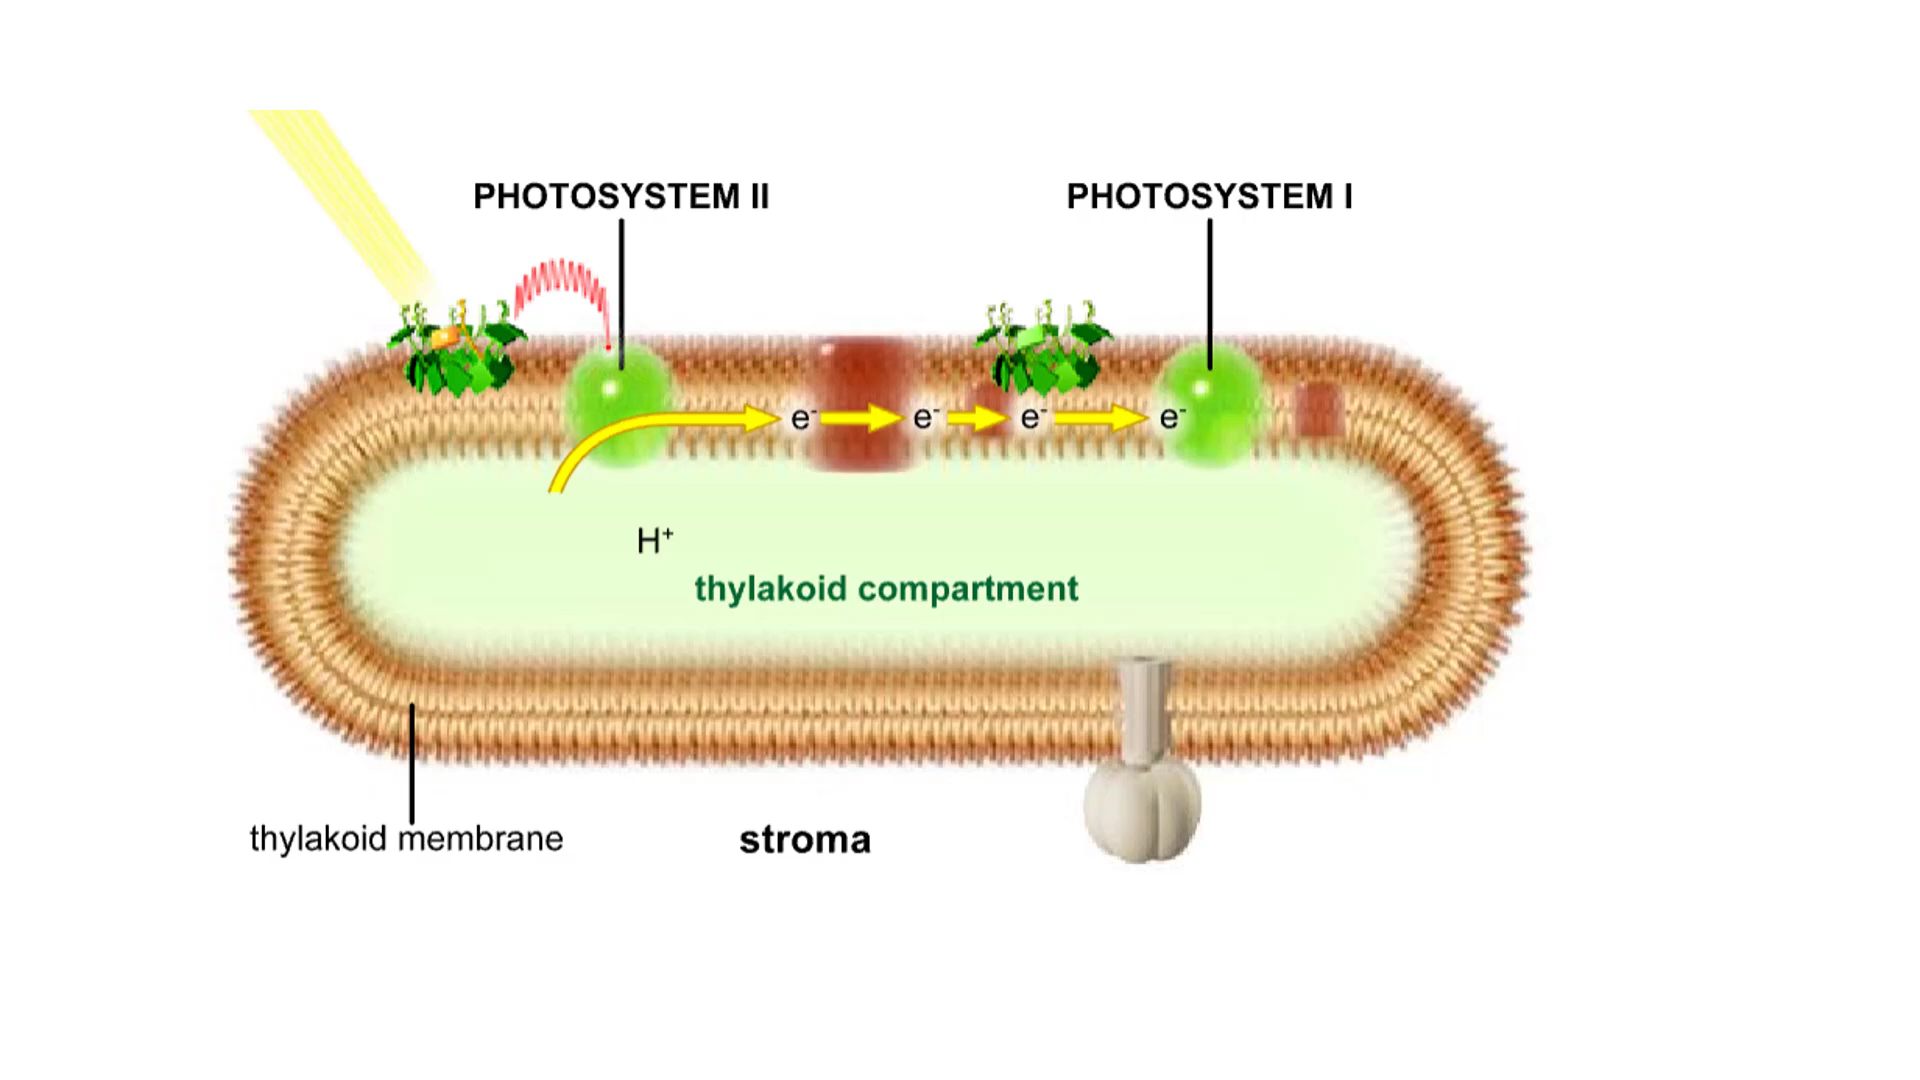 PHOTOSYSTEM II
PHOTOSYSTEM I
e⁻ e⁻ e⁻ e⁻
H⁺
thylakoid compartment
thylakoid membrane
stroma